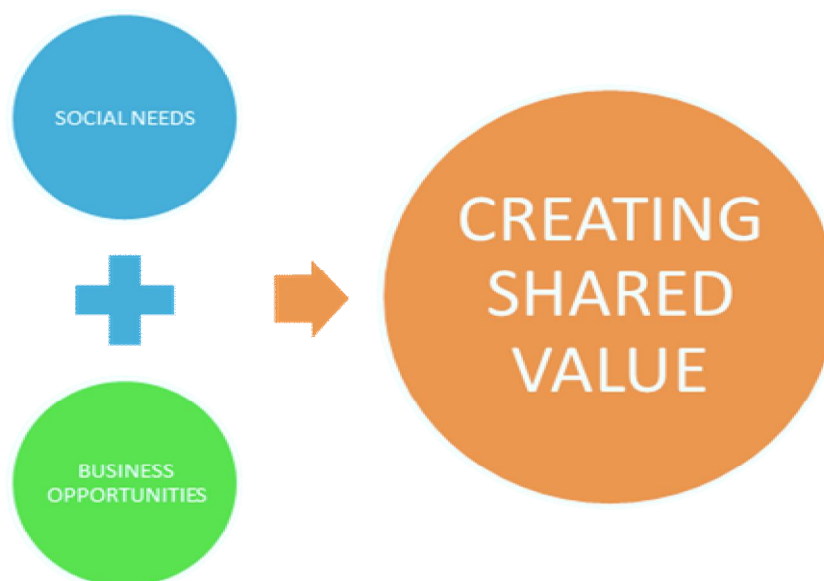 SOCIAL NEEDS
BUSINESS
OPPORTUNITIES
CREATING
SHARED
VALUE